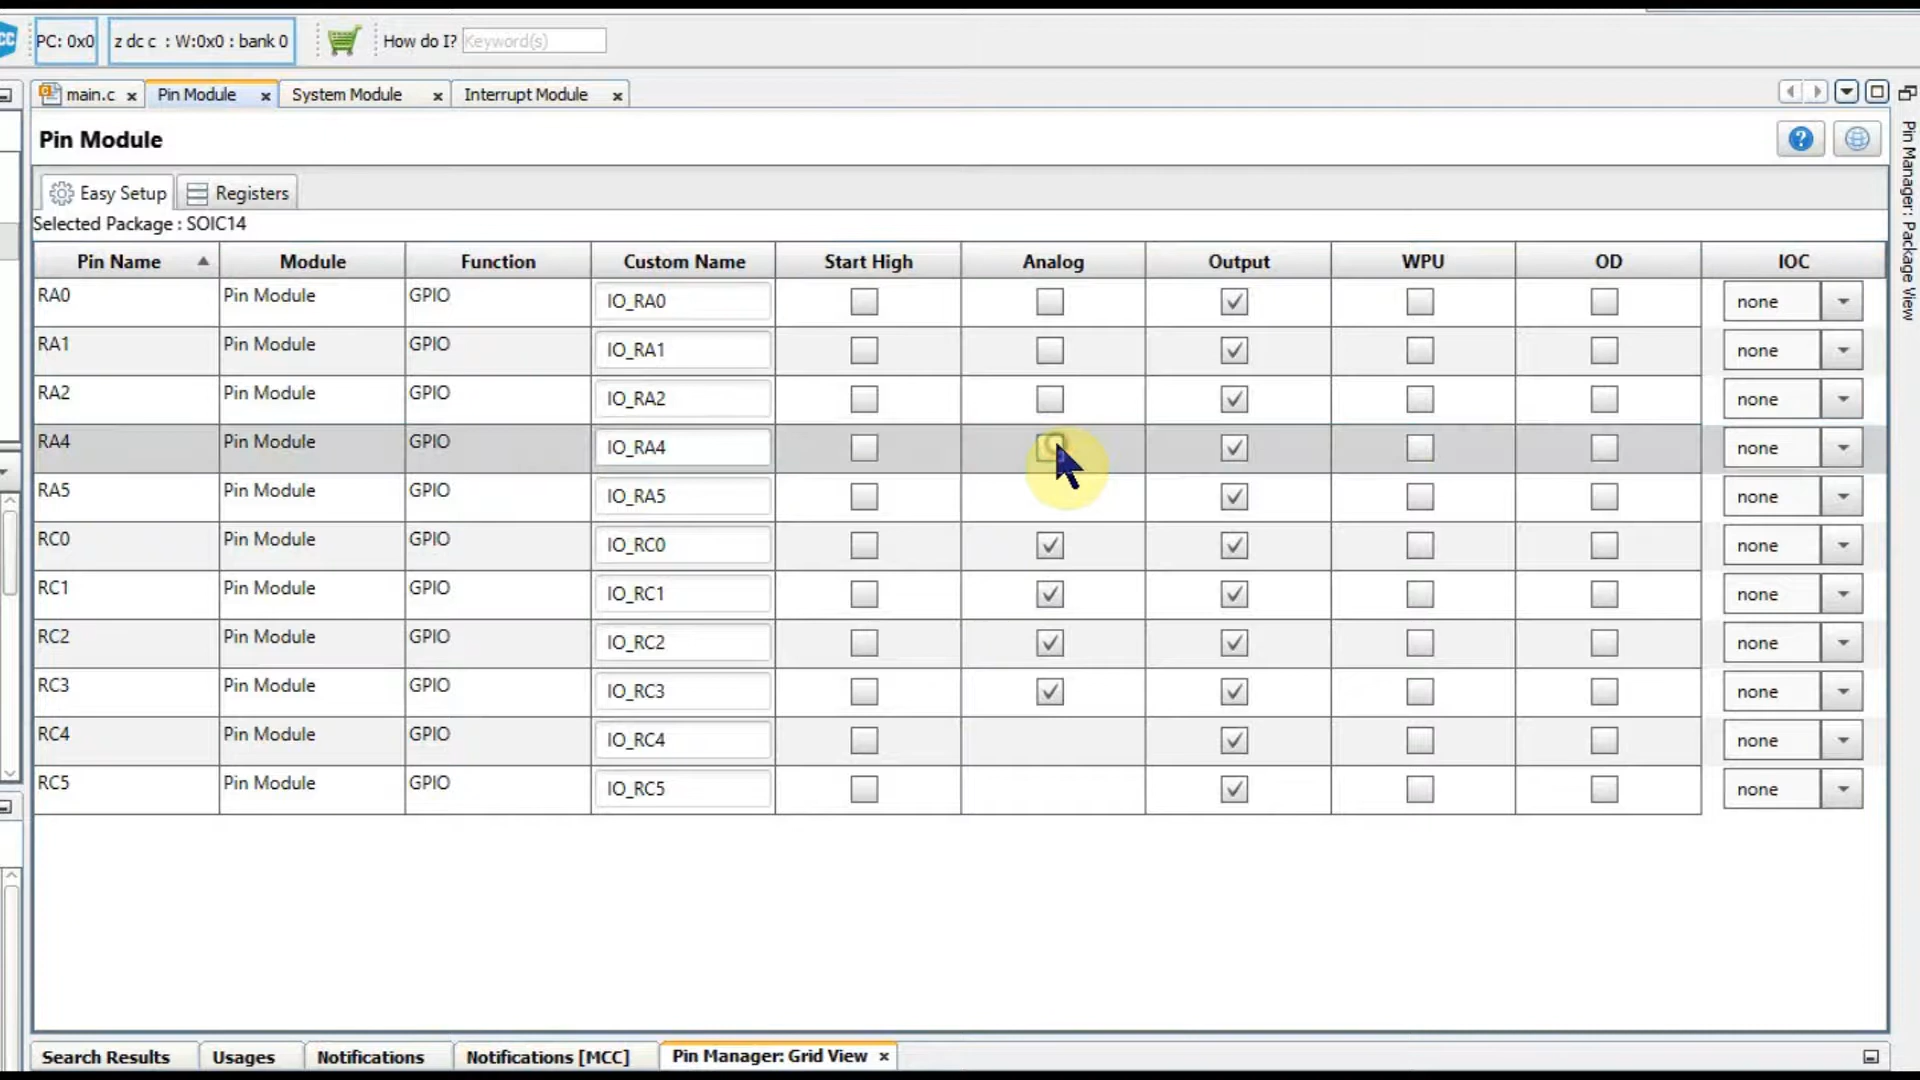 CC PC: 0x0 z dc c : W:0x0 : bank 0 How do I? Keyword(s)
main.c Pin Module System Module Interrupt Module
Pin Module
Easy Setup Registers
Selected Package : SOIC14
Pin Name Module Function Custom Name Start High Analog Output WPU OD IOC
RA0 Pin Module GPIO IO_RA0 none
RA1 Pin Module GPIO IO_RA1 none
RA2 Pin Module GPIO IO_RA2 none
RA4 Pin Module GPIO IO_RA4 none
RA5 Pin Module GPIO IO_RA5 none
RC0 Pin Module GPIO IO_RC0 none
RC1 Pin Module GPIO IO_RC1 none
RC2 Pin Module GPIO IO_RC2 none
RC3 Pin Module GPIO IO_RC3 none
RC4 Pin Module GPIO IO_RC4 none
RC5 Pin Module GPIO IO_RC5 none
Pin Manager: Package View
Search Results Usages Notifications Notifications [MCC] Pin Manager: Grid View